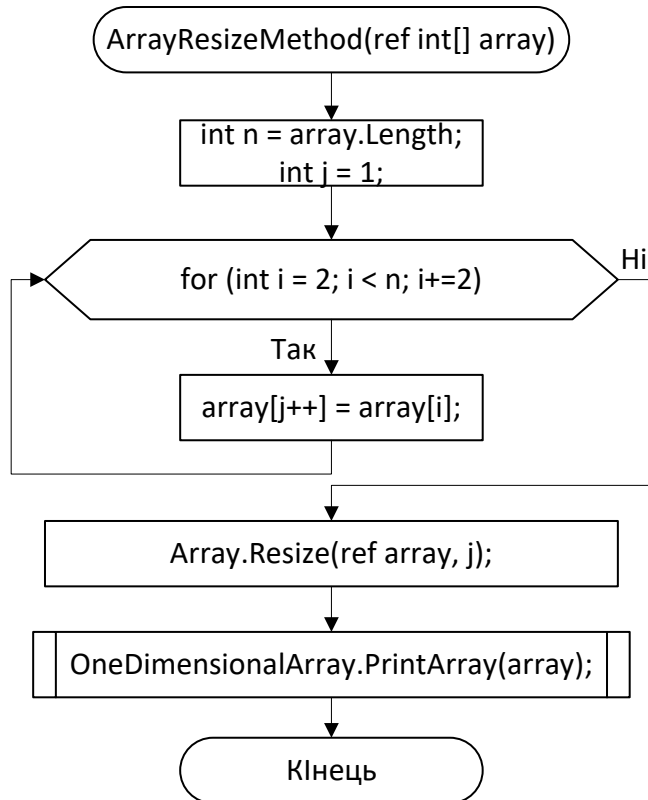 ArrayResizeMethod(ref int[] array)
int n = array.Length;
int j = 1;
for (int i = 2; i < n; i+=2)
Ні
Так
array[j++] = array[i];
Array.Resize(ref array, j);
OneDimensionalArray.PrintArray(array);
КІнець